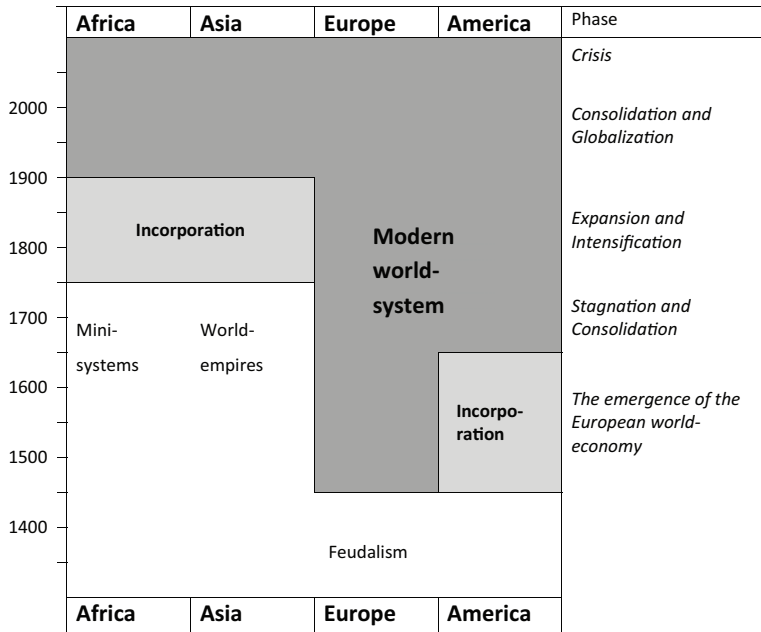 Africa Asia Europe America Phase
Crisis
2000
Consolidation and
Globalization
1900
Incorporation
Expansion and
Intensification
1800
Modern
world-
system
1700
Mini-
systems
World-
empires
Stagnation and
Consolidation
1600
Incorpo-
ration
The emergence of the
European world-
economy
1500
1400
Feudalism
Africa Asia Europe America